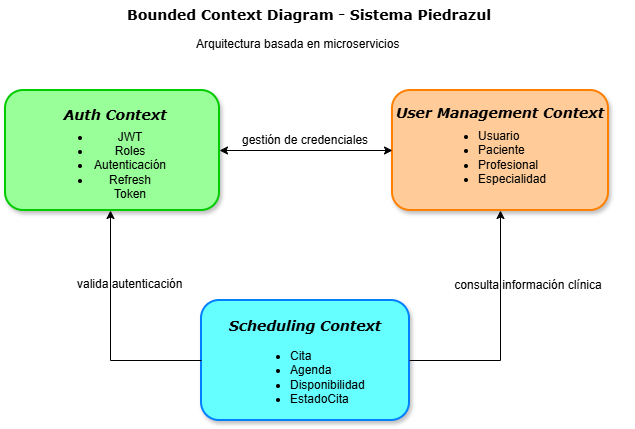 Bounded Context Diagram - Sistema Piedrazul
Arquitectura basada en microservicios
Auth Context
JWT
Roles
Autenticación
Refresh
Token
gestión de credenciales
User Management Context
Usuario
Paciente
Profesional
Especialidad
valida autenticación
consulta información clínica
Scheduling Context
Cita
Agenda
Disponibilidad
EstadoCita